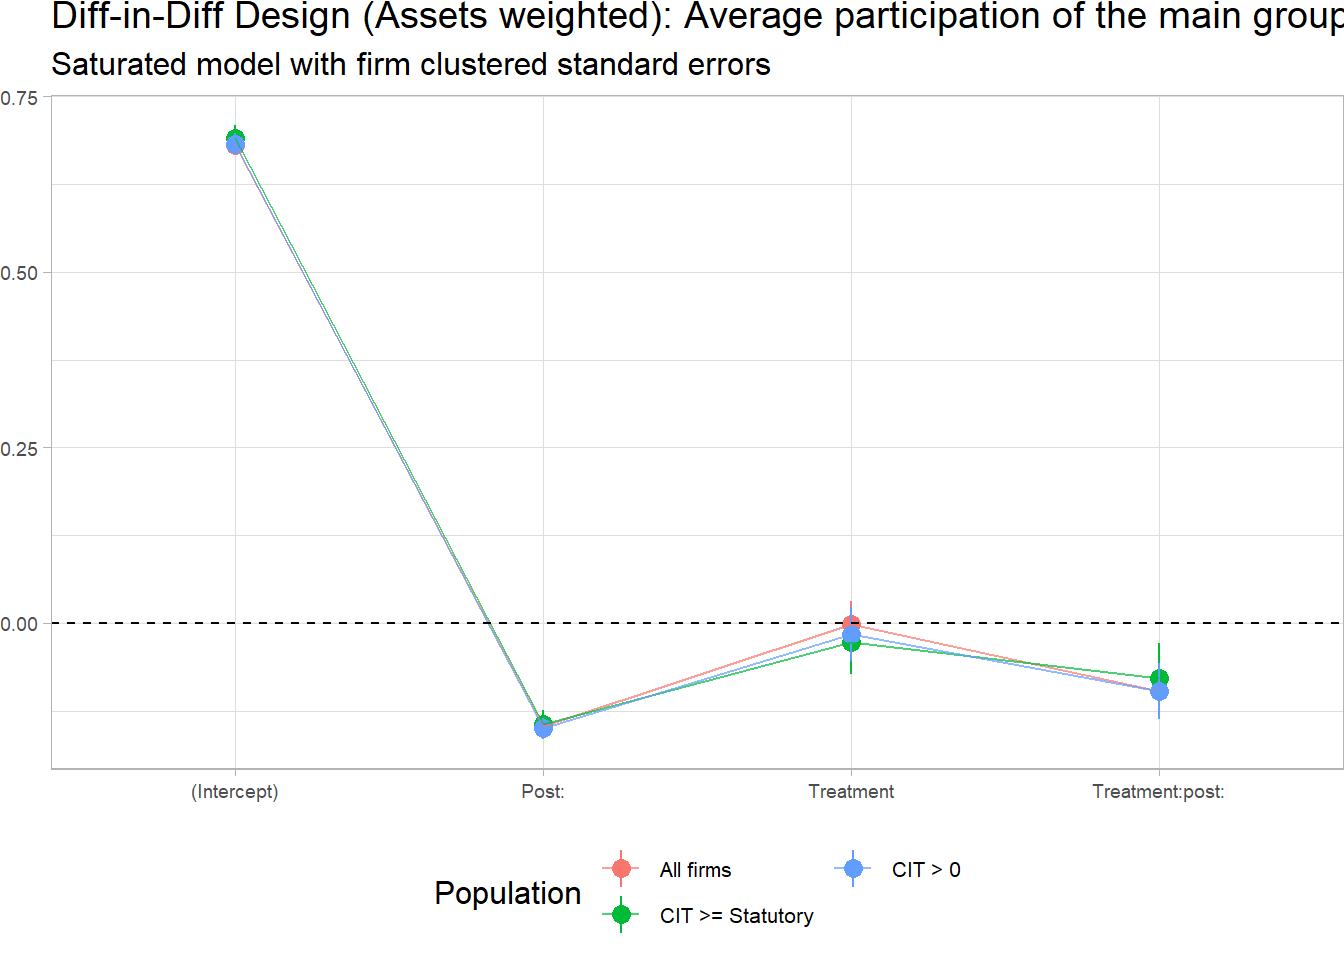 Diff-in-Diff Design (Assets weighted): Average participation of the main group
Saturated model with firm clustered standard errors
0.75
0.50
0.25
0.00
(Intercept) Post: Treatment Treatment:post:
Population
All firms CIT > 0
CIT >= Statutory